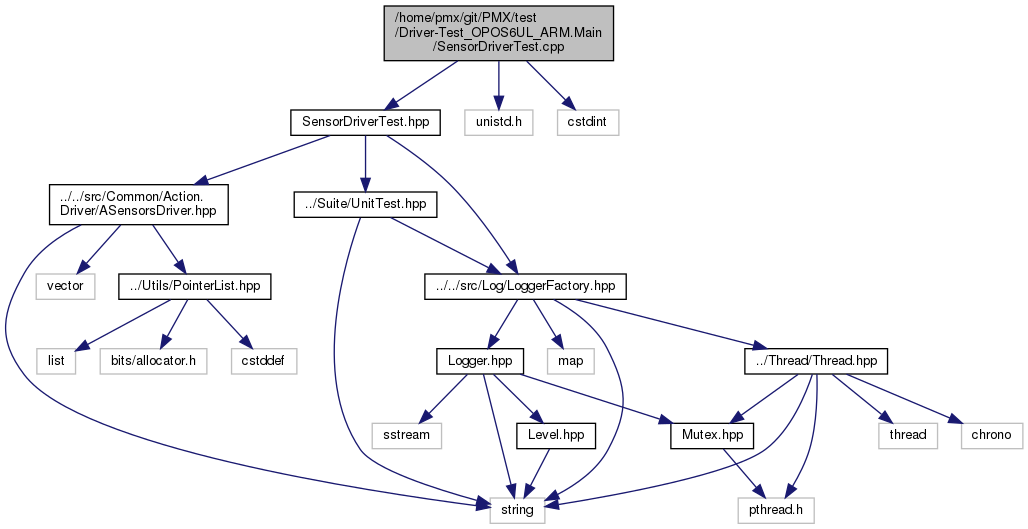 /home/pmx/git/PMX/test
/Driver-Test_OPOS6UL_ARM.Main
/SensorDriverTest.cpp
SensorDriverTest.hpp
unistd.h
cstdint
../../src/Common/Action.
Driver/ASensorsDriver.hpp
../Suite/UnitTest.hpp
vector
../Utils/PointerList.hpp
../../src/Log/LoggerFactory.hpp
list
bits/allocator.h
cstddef
Logger.hpp
map
../Thread/Thread.hpp
sstream
Level.hpp
Mutex.hpp
thread
chrono
string
pthread.h